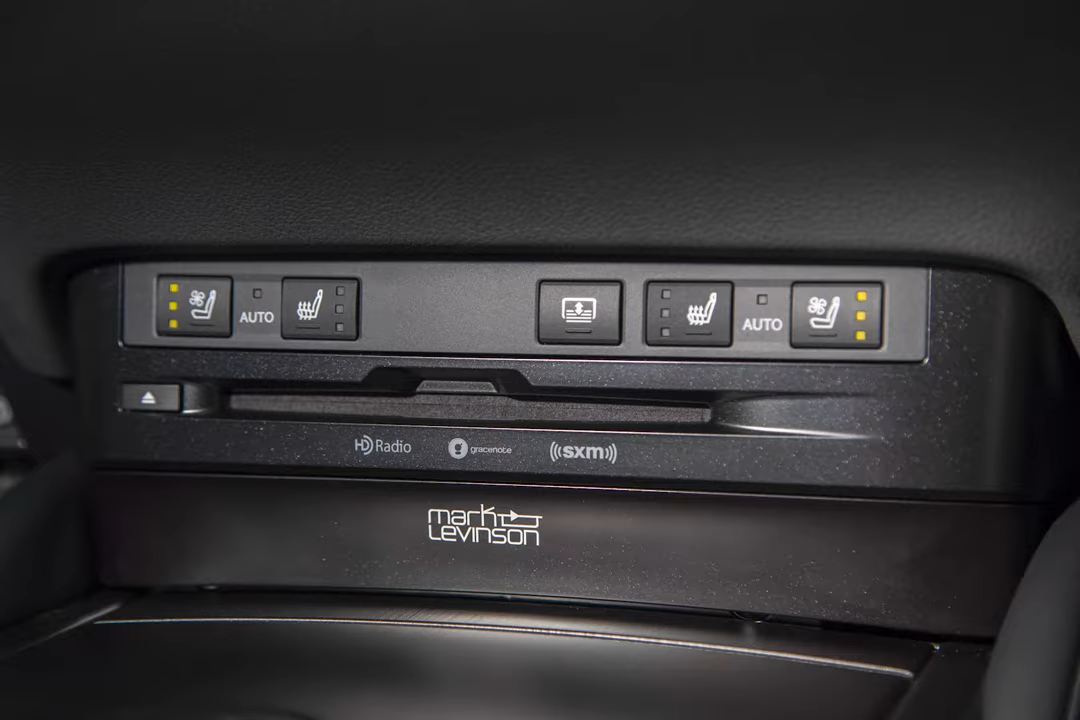 AUTO
AUTO
HD Radio
gracenote
((sxm))
mark
Levinson